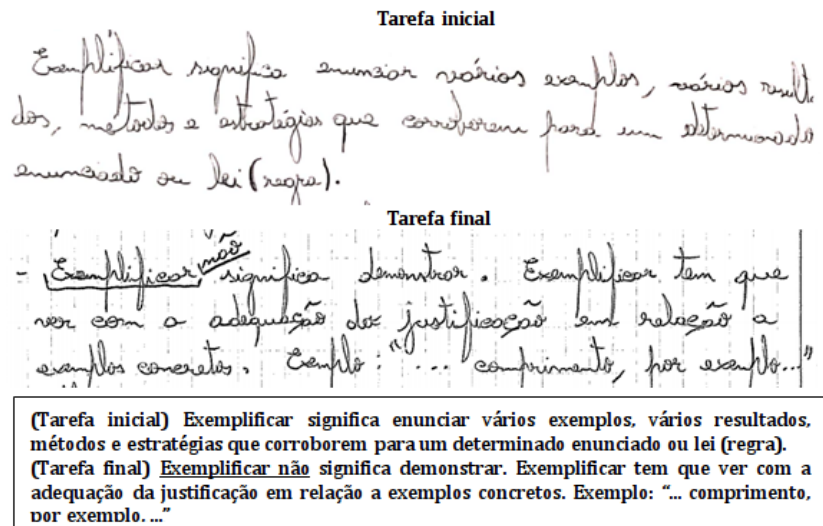 Tarefa inicial
Exemplificar significa enunciar vários exemplos, vários resulta
dos, métodos e estratégias que corroborem para um determinado
enunciado ou lei (regra).
Tarefa final
não
- Exemplificar significa demonstrar. Exemplificar tem que
ver com a adequação da justificação em relação a
exemplos concretos. Exemplo: "... comprimento, por exemplo..."
(Tarefa inicial) Exemplificar significa enunciar vários exemplos, vários resultados,
métodos e estratégias que corroborem para um determinado enunciado ou lei (regra).
(Tarefa final) Exemplificar não significa demonstrar. Exemplificar tem que ver com a
adequação da justificação em relação a exemplos concretos. Exemplo: “... comprimento,
por exemplo, ...”